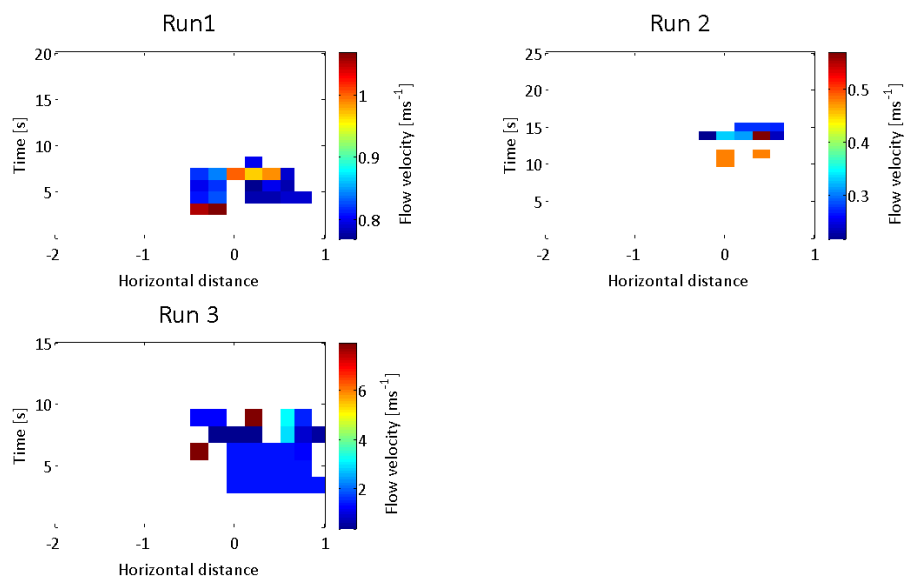 Run1
20
15
10
5
-2
-1
0
1
Time [s]
Horizontal distance
1
0.9
0.8
Flow velocity [ms⁻¹]
Run 2
25
20
15
10
5
-2
-1
0
1
Time [s]
Horizontal distance
0.5
0.4
0.3
Flow velocity [ms⁻¹]
Run 3
15
10
5
-2
-1
0
1
Time [s]
Horizontal distance
6
4
2
Flow velocity [ms⁻¹]